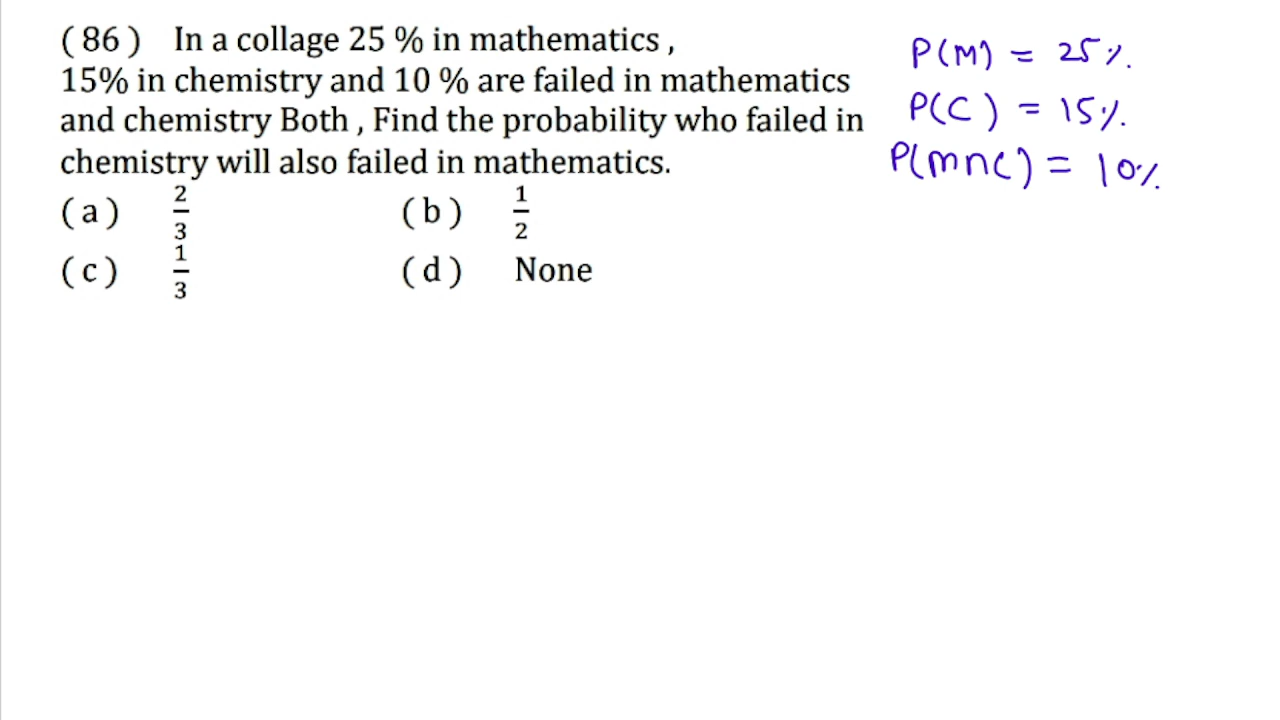 ( 86 ) In a collage 25 % in mathematics ,
15% in chemistry and 10 % are failed in mathematics
and chemistry Both , Find the probability who failed in
chemistry will also failed in mathematics.
( a ) 2/3 ( b ) 1/2
( c ) 1/3 ( d ) None
P(M) = 25%.
P(C) = 15%.
P(M∩C) = 10%.